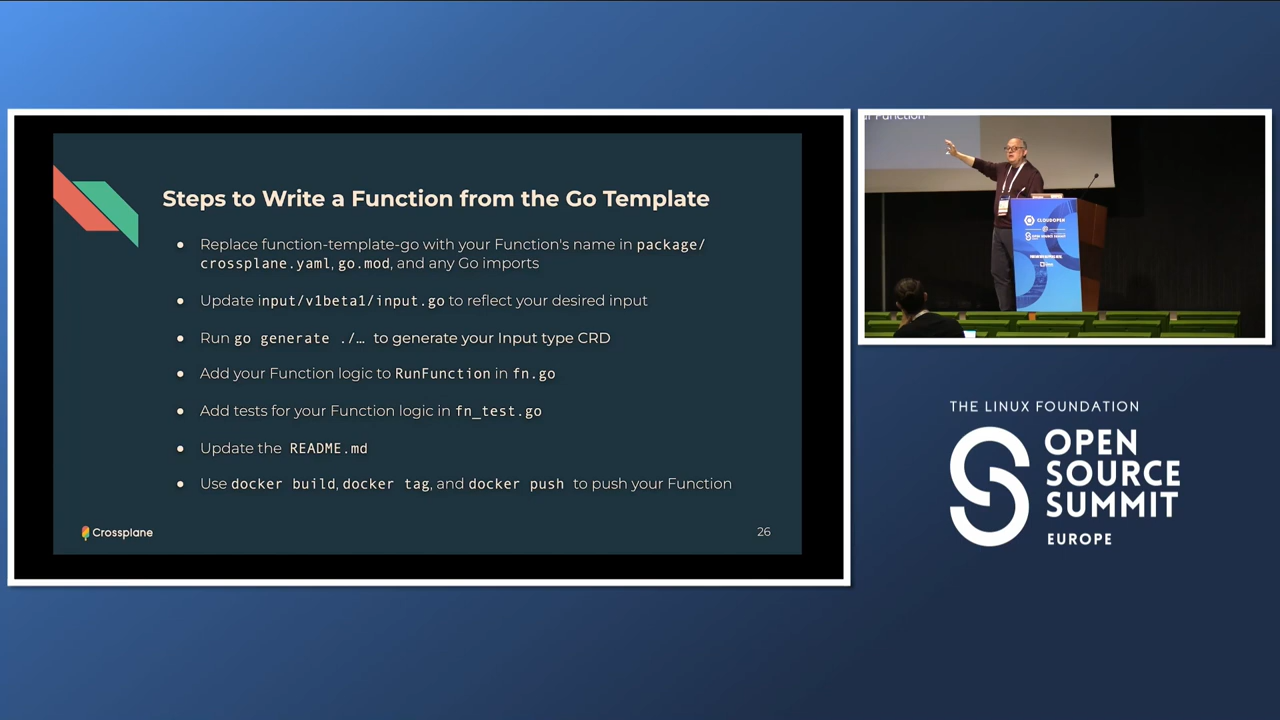 Steps to Write a Function from the Go Template
● Replace function-template-go with your Function's name in package/
crossplane.yaml, go.mod, and any Go imports
● Update input/v1beta1/input.go to reflect your desired input
● Run go generate ./… to generate your Input type CRD
● Add your Function logic to RunFunction in fn.go
● Add tests for your Function logic in fn_test.go
● Update the README.md
● Use docker build, docker tag, and docker push to push your Function
Crossplane
26
Function
CLOUDOPEN
OPEN SOURCE SUMMIT
THE LINUX FOUNDATION
OPEN
SOURCE
SUMMIT
EUROPE